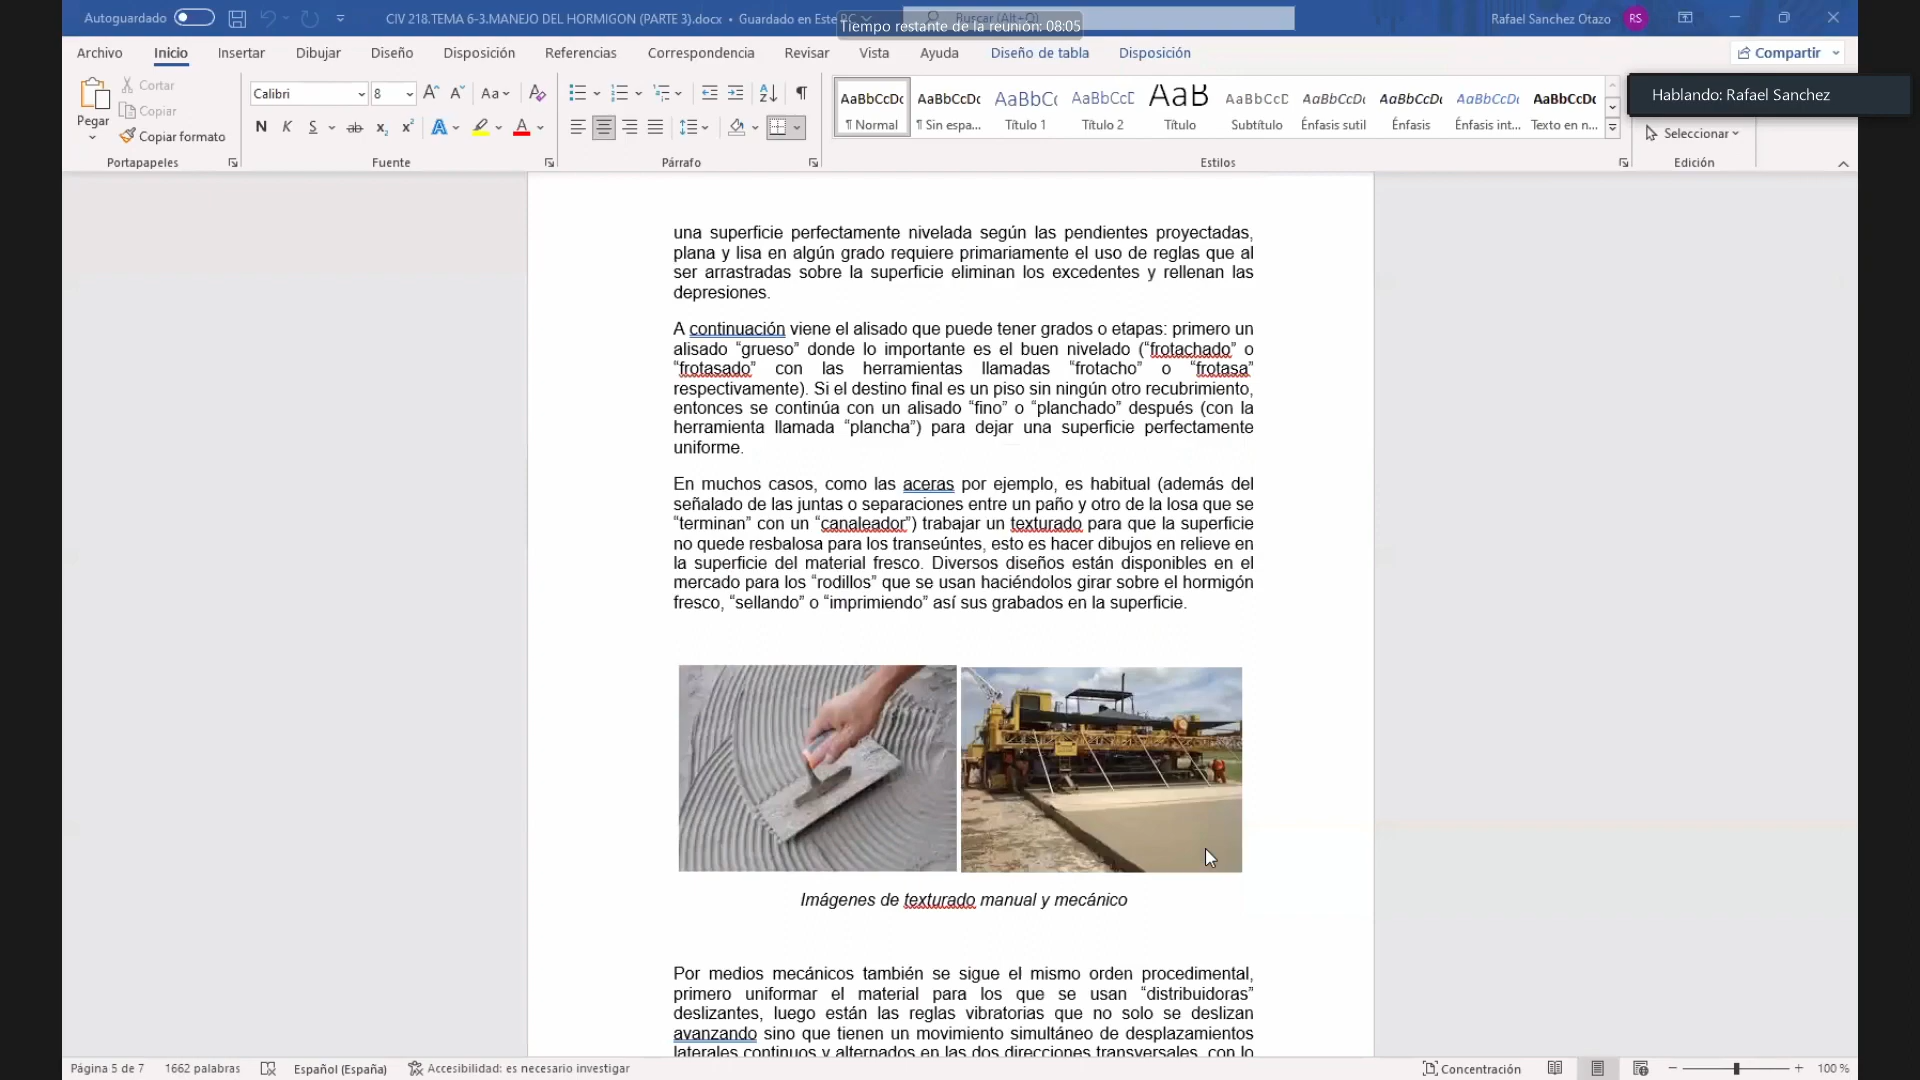 Autoguardado
CIV 218.TEMA 6-3.MANEJO DEL HORMIGON (PARTE 3).docx • Guardado en Este PC
Buscar (Alt+Q)
Tiempo restante de la reunión: 08:05
Rafael Sanchez Otazo
RS
Archivo Inicio Insertar Dibujar Diseño Disposición Referencias Correspondencia Revisar Vista Ayuda Diseño de tabla Disposición
Compartir
Hablando: Rafael Sanchez
Pegar
Cortar
Copiar
Copiar formato
Portapapeles
Calibri 8
N K S ab x₂ x²
Fuente
Párrafo
AaBbCcDc AaBbCcDc AaBbCc AaBbCcD AaB AaBbCcD AaBbCcDc AaBbCcDc AaBbCcDc AaBbCcDc
¶ Normal ¶ Sin espa... Título 1 Título 2 Título Subtítulo Énfasis sutil Énfasis Énfasis int... Texto en n...
Estilos
Seleccionar
Edición
una superficie perfectamente nivelada según las pendientes proyectadas,
plana y lisa en algún grado requiere primariamente el uso de reglas que al
ser arrastradas sobre la superficie eliminan los excedentes y rellenan las
depresiones.
A continuación viene el alisado que puede tener grados o etapas: primero un
alisado “grueso” donde lo importante es el buen nivelado (“frotachado” o
“frotasado” con las herramientas llamadas “frotacho” o “frotasa”
respectivamente). Si el destino final es un piso sin ningún otro recubrimiento,
entonces se continúa con un alisado “fino” o “planchado” después (con la
herramienta llamada “plancha”) para dejar una superficie perfectamente
uniforme.
En muchos casos, como las aceras por ejemplo, es habitual (además del
señalado de las juntas o separaciones entre un paño y otro de la losa que se
“terminan” con un “canaleador”) trabajar un texturado para que la superficie
no quede resbalosa para los transeúntes, esto es hacer dibujos en relieve en
la superficie del material fresco. Diversos diseños están disponibles en el
mercado para los “rodillos” que se usan haciéndolos girar sobre el hormigón
fresco, “sellando” o “imprimiendo” así sus grabados en la superficie.
Imágenes de texturado manual y mecánico
Por medios mecánicos también se sigue el mismo orden procedimental,
primero uniformar el material para los que se usan “distribuidoras”
deslizantes, luego están las reglas vibratorias que no solo se deslizan
avanzando sino que tienen un movimiento simultáneo de desplazamientos
laterales continuos y alternados en las dos direcciones transversales, con lo
Página 5 de 7 1662 palabras Español (España) Accesibilidad: es necesario investigar Concentración 100 %